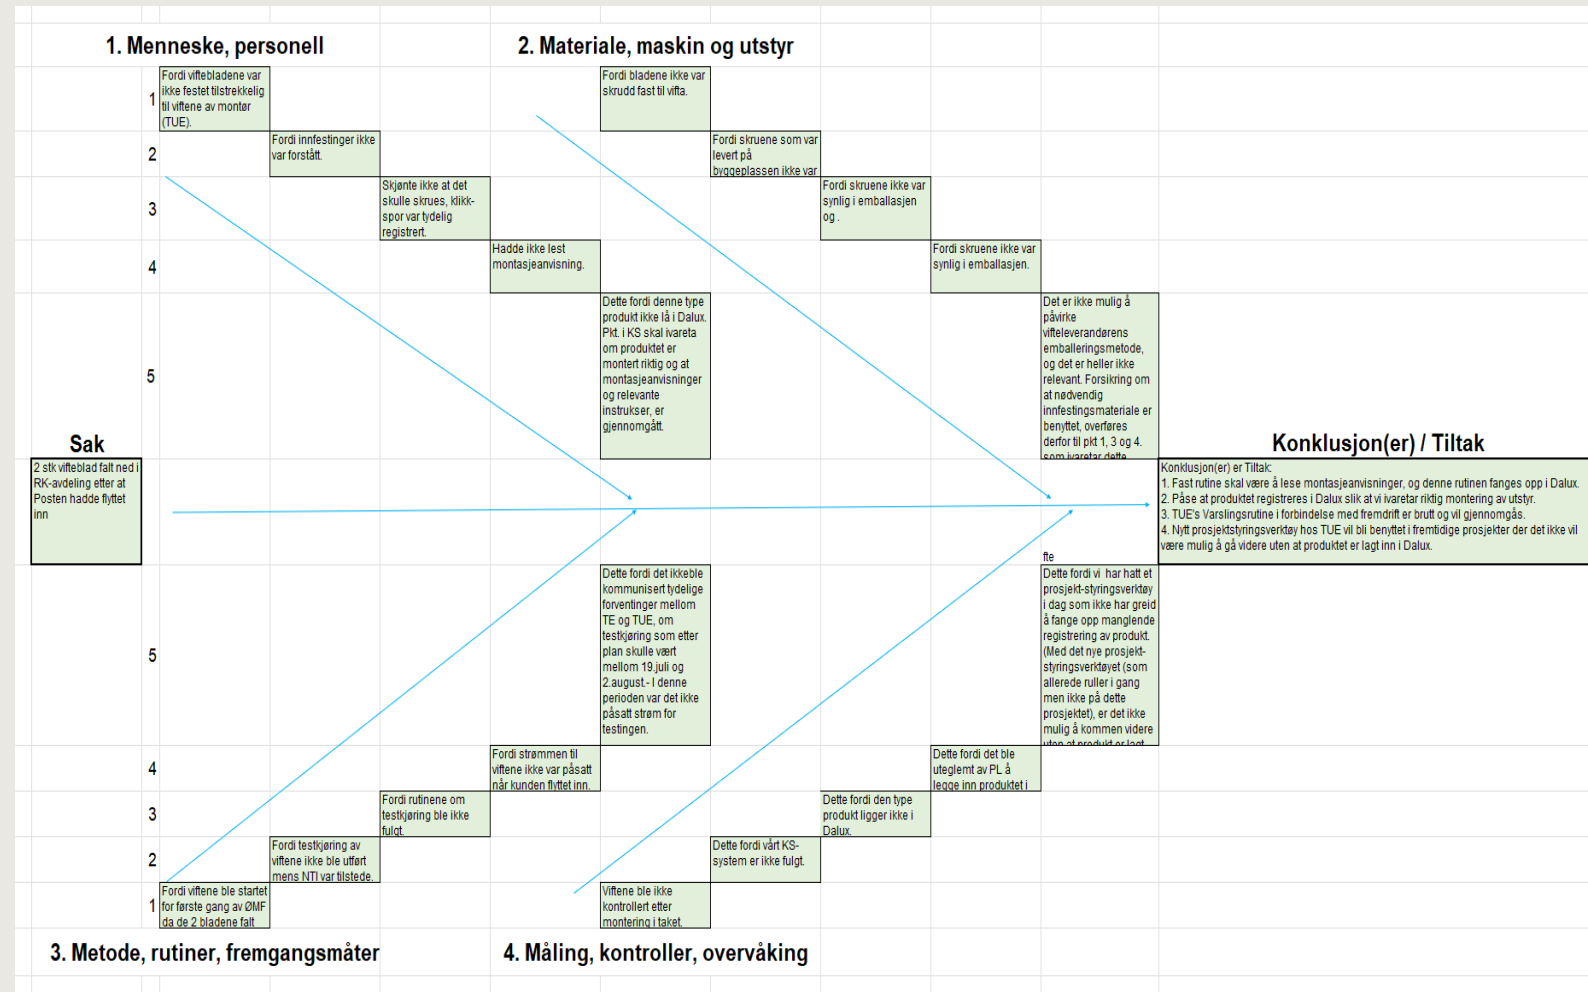 1. Menneske, personell
2. Materiale, maskin og utstyr
1
Fordi viftebladene var
ikke festet tilstrekkelig
til viftene av montør
(TUE).
Fordi bladene ikke var
skrudd fast til vifta.
2
Fordi innfestinger ikke
var forstått.
Fordi skruene som var
levert på
byggeplassen ikke var
3
Skjønte ikke at det
skulle skrues, klikk-
spor var tydelig
registrert.
Fordi skruene ikke var
synlig i emballasjen
og .
4
Hadde ikke lest
montasjeanvisning.
Fordi skruene ikke var
synlig i emballasjen.
5
Dette fordi denne type
produkt ikke lå i Dalux.
Pkt. i KS skal ivareta
om produktet er
montert riktig og at
montasjeanvisninger
og relevante
instrukser, er
gjennomgått.
Det er ikke mulig å
påvirke
vifteleverandørens
emballeringsmetode,
og det er heller ikke
relevant. Forsikring om
at nødvendig
innfestingsmateriale er
benyttet, overføres
derfor til pkt 1, 3 og 4.
som ivaretar dette
Sak
2 stk vifteblad falt ned i
RK-avdeling etter at
Posten hadde flyttet
inn
Konklusjon(er) / Tiltak
Konklusjon(er) er Tiltak:
1. Fast rutine skal være å lese montasjeanvisninger, og denne rutinen fanges opp i Dalux.
2. Påse at produktet registreres i Dalux slik at vi ivaretar riktig montering av utstyr.
3. TUE's Varslingsrutine i forbindelse med fremdrift er brutt og vil gjennomgås.
4. Nytt prosjektstyringsverktøy hos TUE vil bli benyttet i fremtidige prosjekter der det ikke vil
være mulig å gå videre uten at produktet er lagt inn i Dalux.
fte
5
Dette fordi det ikkeble
kommunisert tydelige
forventinger mellom
TE og TUE, om
testkjøring som etter
plan skulle vært
mellom 19.juli og
2.august.- I denne
perioden var det ikke
påsatt strøm for
testingen.
Dette fordi vi  har hatt et
prosjekt-styringsverktøy
i dag som ikke har greid
å fange opp manglende
registrering av produkt.
(Med det nye prosjekt-
styringsverktøyet (som
allerede ruller i gang
men ikke på dette
prosjektet), er det ikke
mulig å kommen videre
uten at produkt er lagt
4
Fordi strømmen til
viftene ikke var påsatt
når kunden flyttet inn.
Dette fordi det ble
uteglemt av PL å
legge inn produktet i
3
Fordi rutinene om
testkjøring ble ikke
fulgt.
Dette fordi den type
produkt ligger ikke i
Dalux.
2
Fordi testkjøring av
viftene ikke ble utført
mens NTI var tilstede.
Dette fordi vårt KS-
system er ikke fulgt.
1
Fordi viftene ble startet
for første gang av ØMF
da de 2 bladene falt
Viftene ble ikke
kontrollert etter
montering i taket.
3. Metode, rutiner, fremgangsmåter
4. Måling, kontroller, overvåking